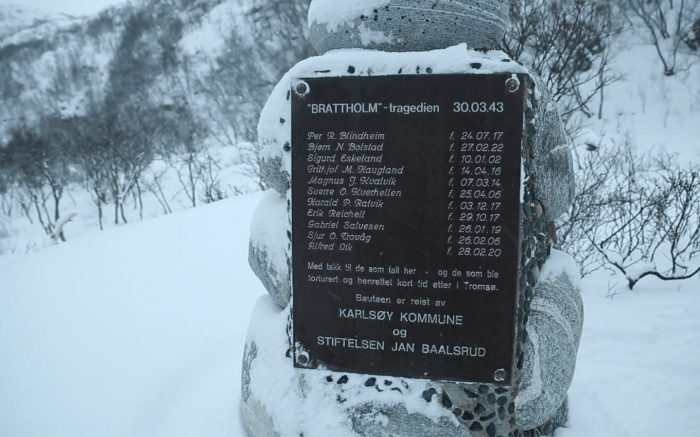 "BRATTHOLM"-tragedien 30.03.43
Per R. Blindheim f. 24.07.17
Bjørn N. Bolstad f. 27.02.22
Sigurd Eskeland f. 10.01.02
Frithjof M. Haugland f. 14.04.16
Magnus J. Kvalvik f. 07.03.14
Sverre O. Kverhellen f. 25.04.06
Harald P. Ratvik f. 03.12.17
Erik Reichelt f. 29.10.17
Gabriel Salvesen f. 26.01.19
Sjur O. Trovåg f. 26.02.06
Alfred Vik f. 28.02.20
Med takk til de som fall her - og de som ble
torturert og henrettet kort tid etter i Tromsø.
Bautaen er reist av
KARLSØY KOMMUNE
og
STIFTELSEN JAN BAALSRUD